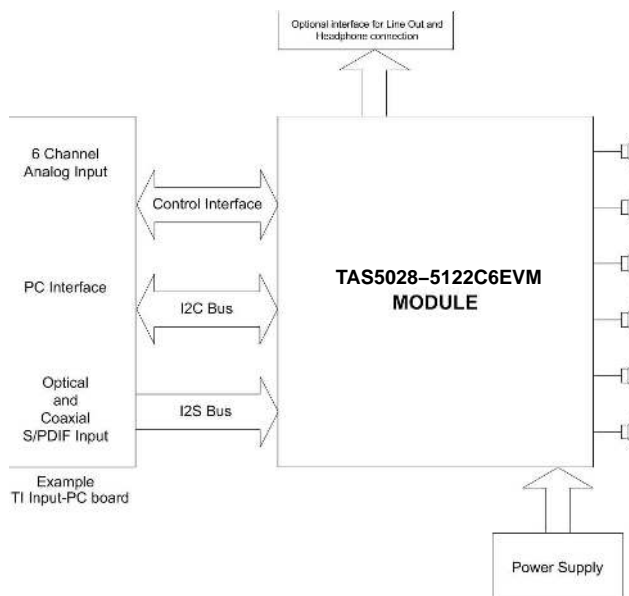 Optional interface for Line Out and
Headphone connection
6 Channel
Analog Input
Control Interface
PC Interface
I2C Bus
TAS5028–5122C6EVM
MODULE
Optical
and
Coaxial
S/PDIF Input
I2S Bus
Example
TI Input-PC board
Power Supply